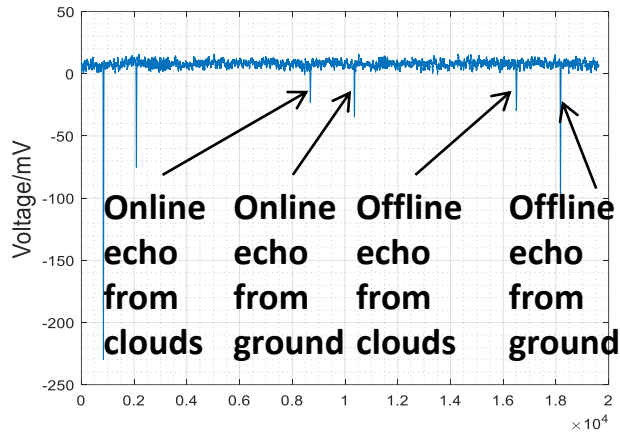 50
0
-50
-100
-150
-200
-250
Voltage/mV
Online
echo
from
clouds
Online
echo
from
ground
Offline
echo
from
clouds
Offline
echo
from
ground
0 0.2 0.4 0.6 0.8 1 1.2 1.4 1.6 1.8 2
×10⁴